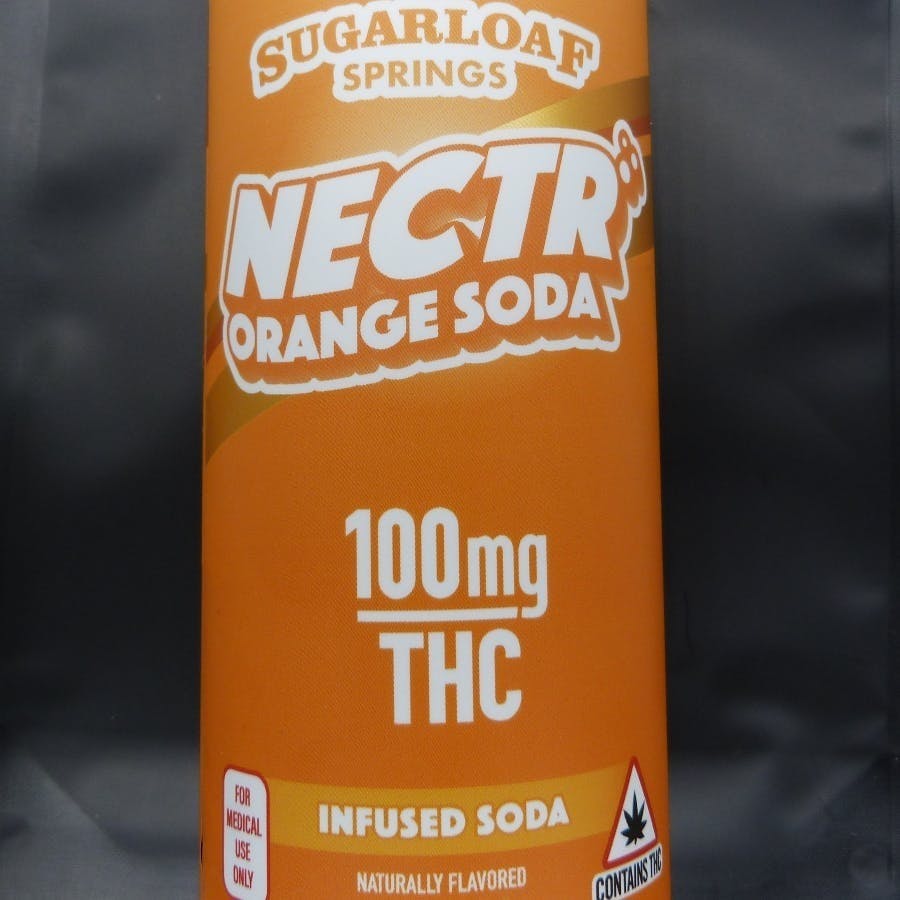 SUGARLOAF
SPRINGS
NECTR
ORANGE SODA
100mg
THC
FOR
MEDICAL
USE
ONLY
INFUSED SODA
NATURALLY FLAVORED
CONTAINS THC